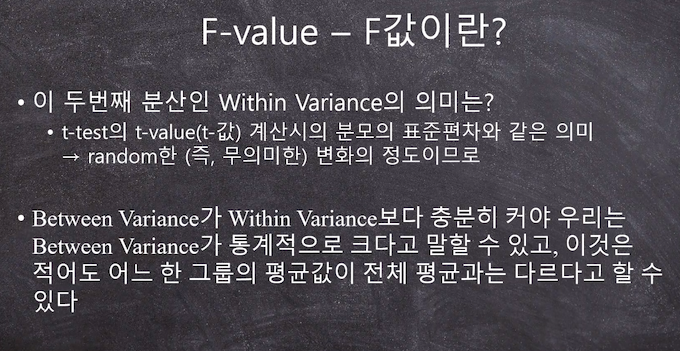 F-value – F값이란?
• 이 두번째 분산인 Within Variance의 의미는?
• t-test의 t-value(t-값) 계산시의 분모의 표준편차와 같은 의미
→ random한 (즉, 무의미한) 변화의 정도이므로
• Between Variance가 Within Variance보다 충분히 커야 우리는
Between Variance가 통계적으로 크다고 말할 수 있고, 이것은
적어도 어느 한 그룹의 평균값이 전체 평균과는 다르다고 할 수
있다